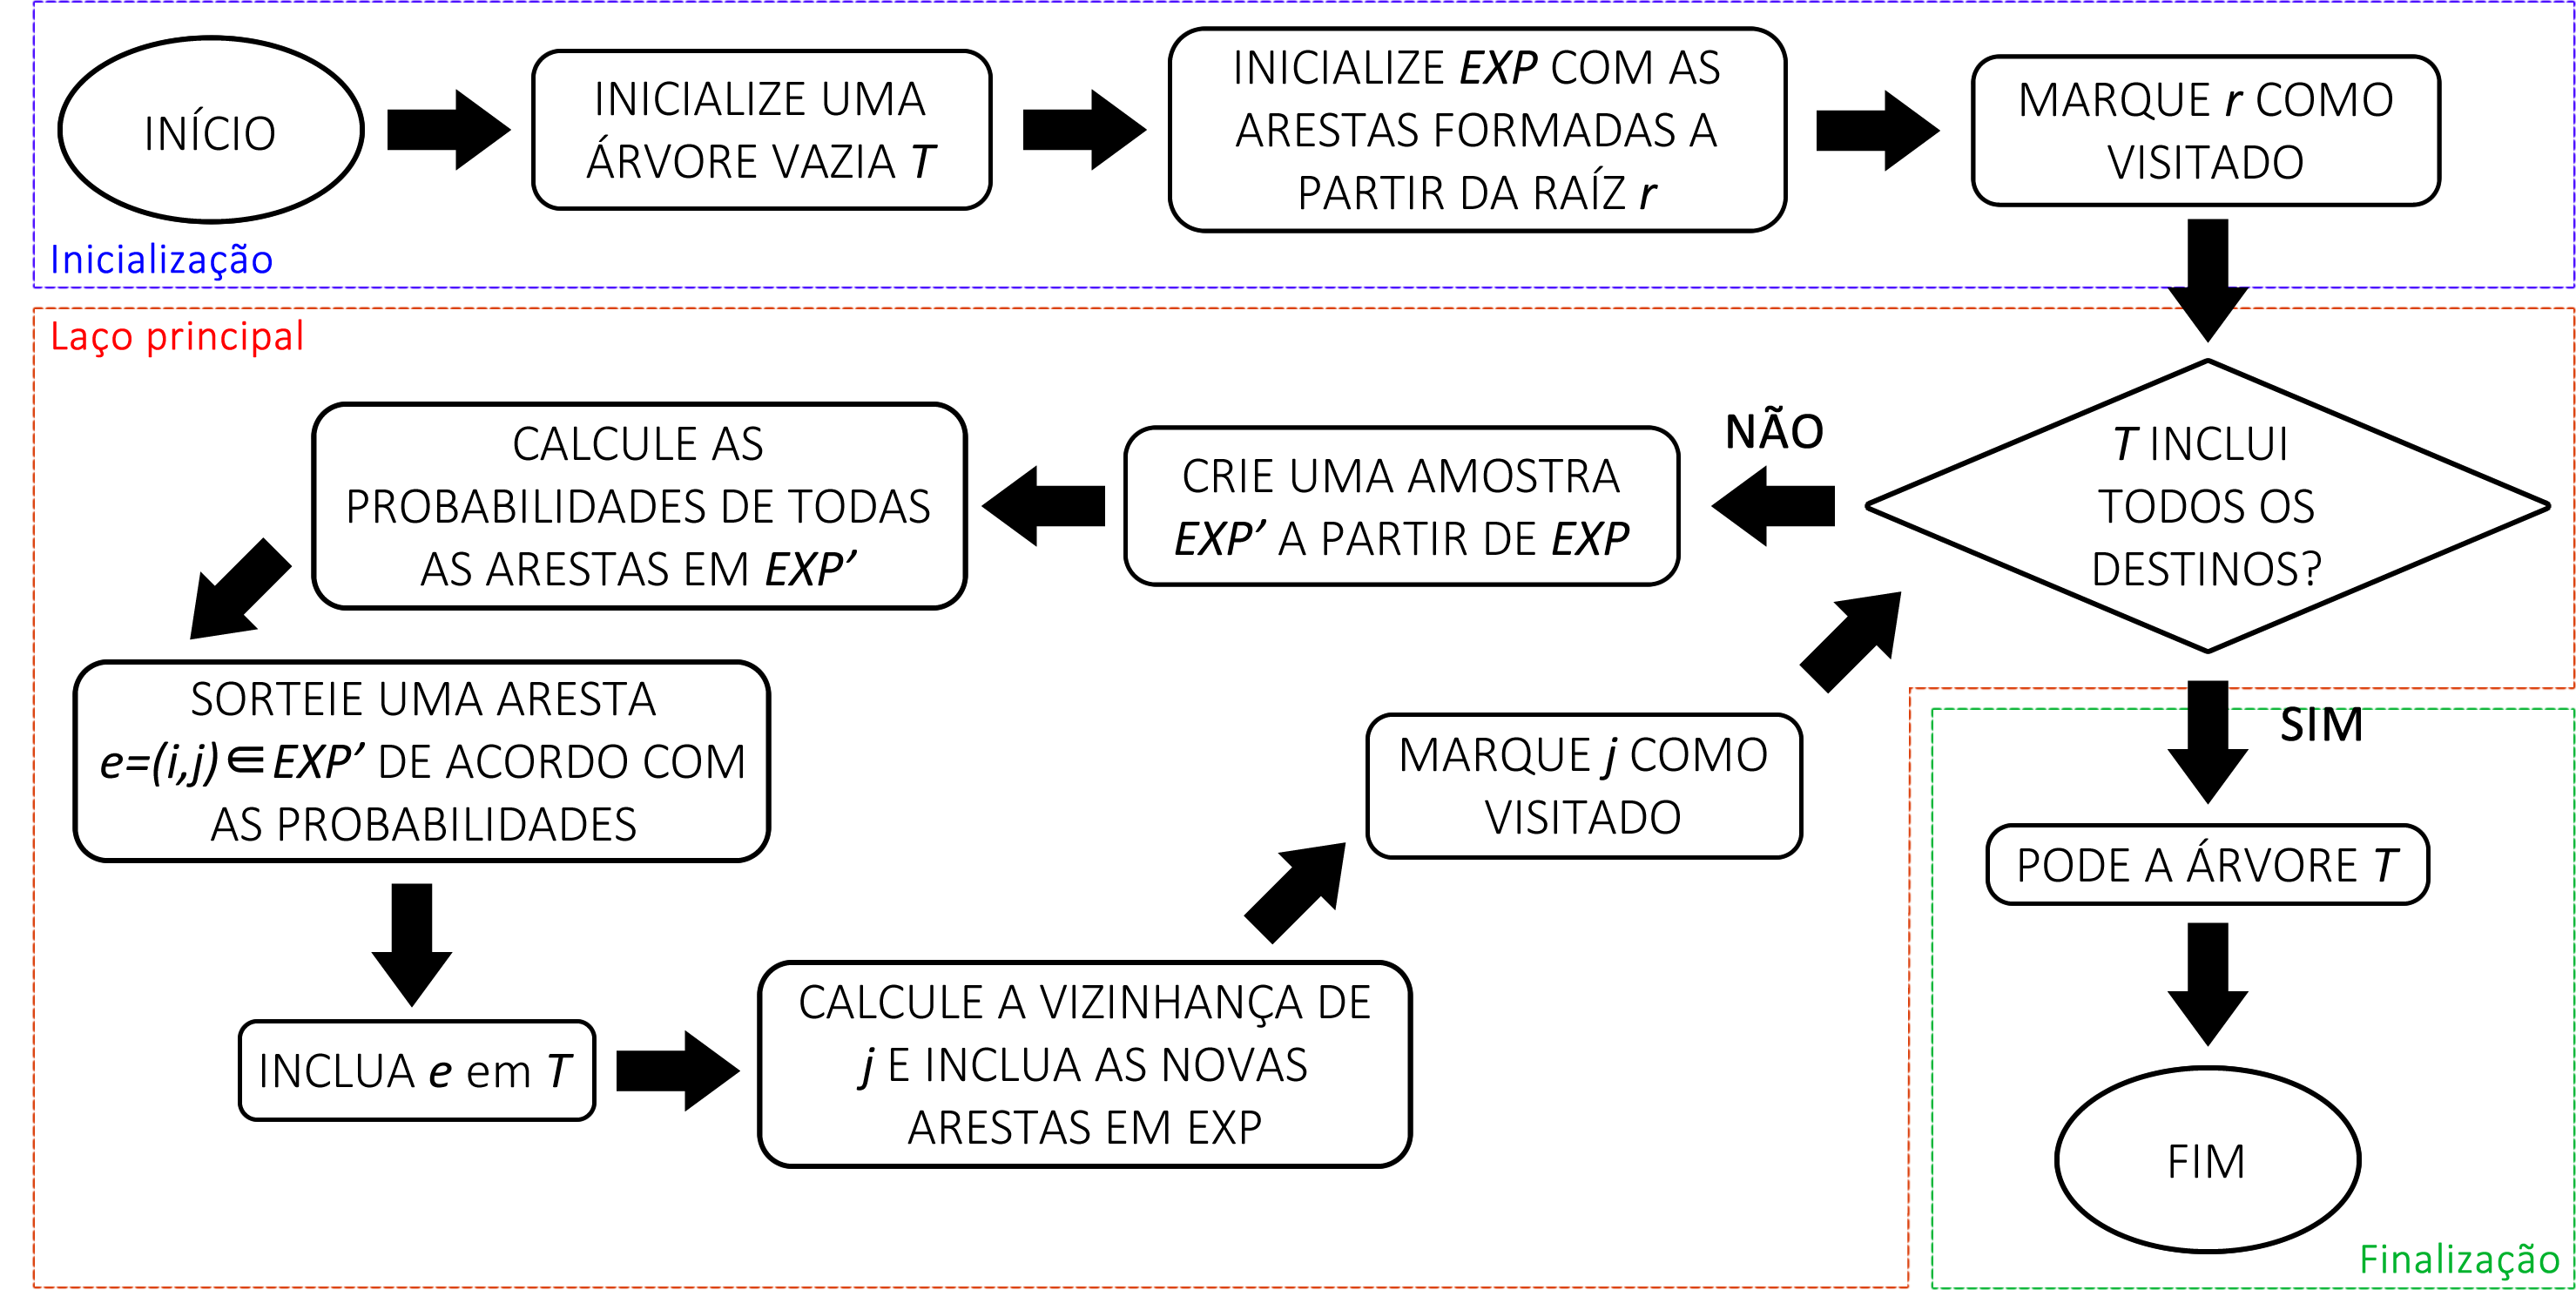 INÍCIO
INICIALIZE UMA
ÁRVORE VAZIA T
INICIALIZE EXP COM AS
ARESTAS FORMADAS A
PARTIR DA RAÍZ r
MARQUE r COMO
VISITADO
Inicialização
Laço principal
T INCLUI
TODOS OS
DESTINOS?
NÃO
CRIE UMA AMOSTRA
EXP’ A PARTIR DE EXP
CALCULE AS
PROBABILIDADES DE TODAS
AS ARESTAS EM EXP’
SORTEIE UMA ARESTA
e=(i,j)∈EXP’ DE ACORDO COM
AS PROBABILIDADES
INCLUA e em T
CALCULE A VIZINHANÇA DE
j E INCLUA AS NOVAS
ARESTAS EM EXP
MARQUE j COMO
VISITADO
SIM
PODE A ÁRVORE T
FIM
Finalização